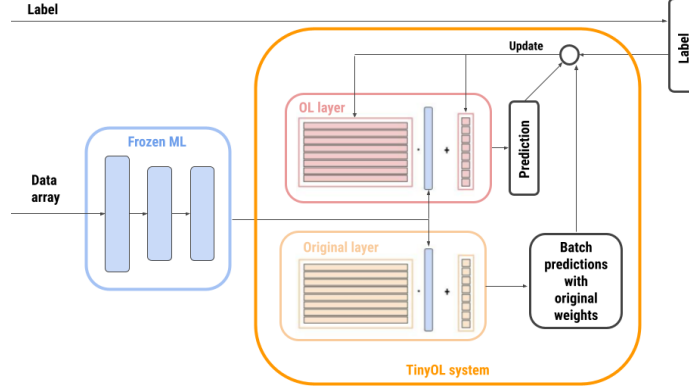 Label
Label
Update
OL layer
Prediction
Frozen ML
Data
array
Original layer
Batch
predictions
with
original
weights
TinyOL system